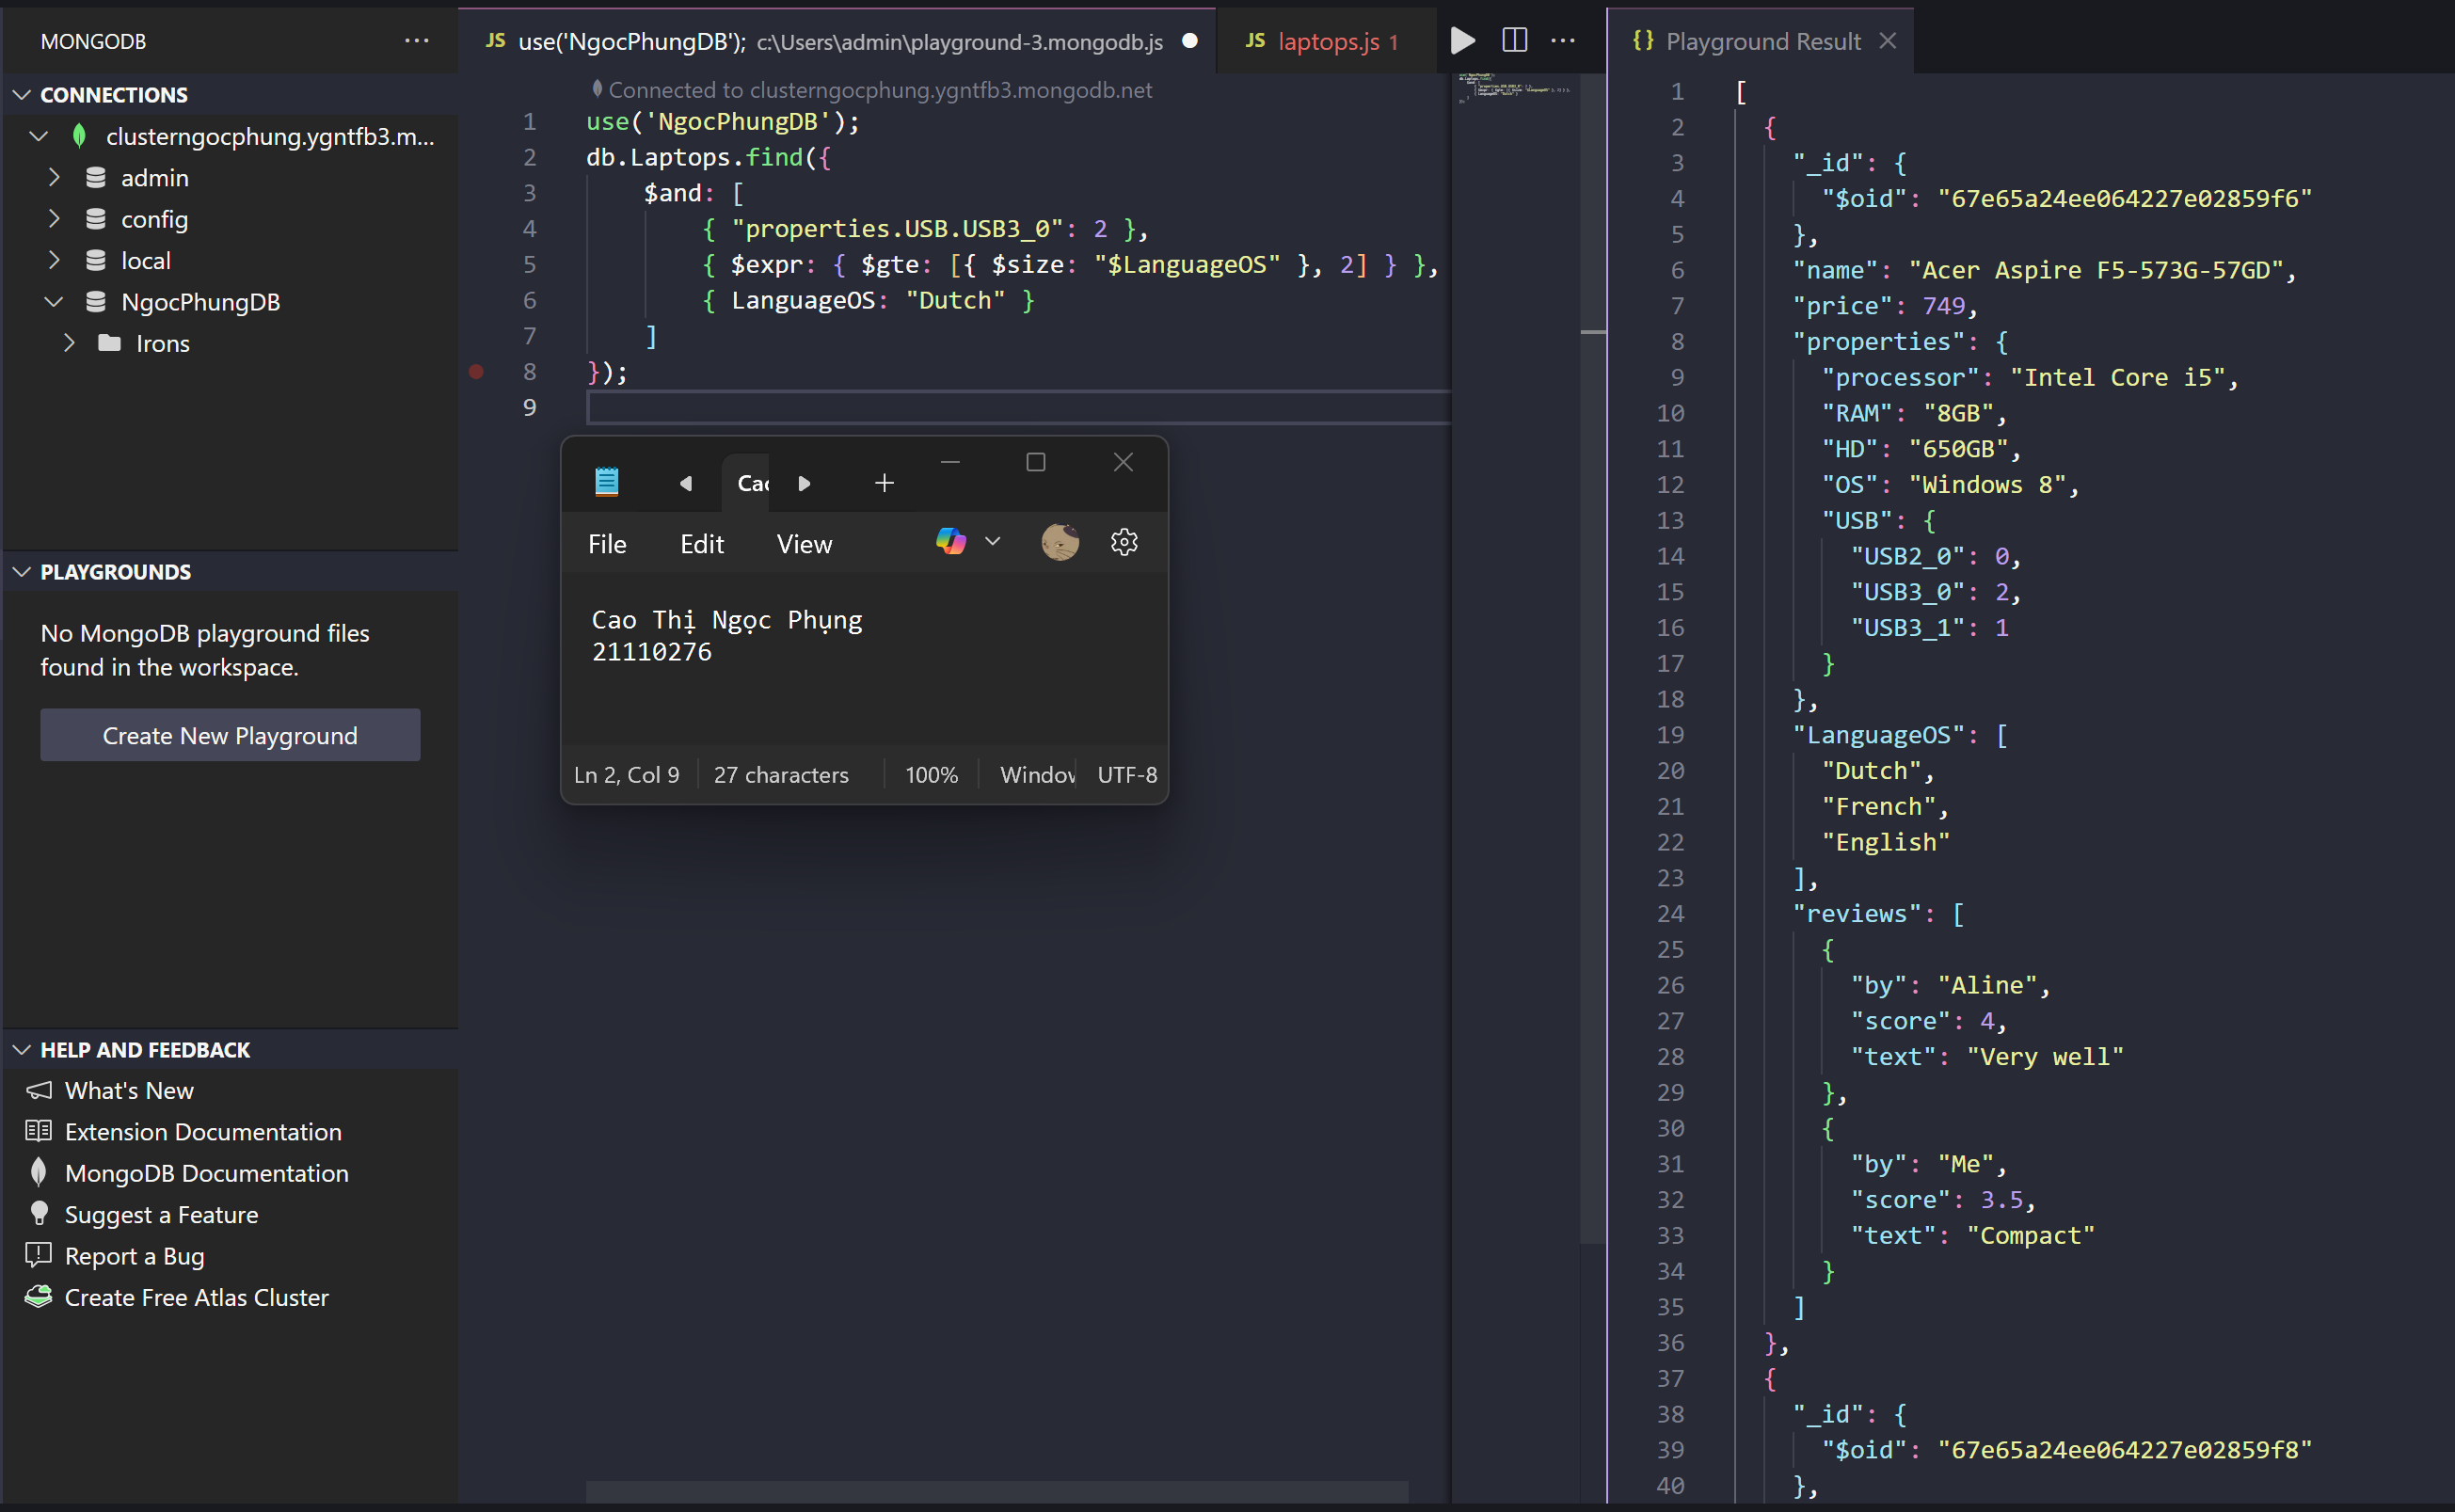 MONGODB
CONNECTIONS
clusterngocphung.ygntfb3.m...
admin
config
local
NgocPhungDB
Irons
PLAYGROUNDS
No MongoDB playground files
found in the workspace.
Create New Playground
HELP AND FEEDBACK
What's New
Extension Documentation
MongoDB Documentation
Suggest a Feature
Report a Bug
Create Free Atlas Cluster
JS use('NgocPhungDB'); c:\Users\admin\playground-3.mongodb.js
JS laptops.js 1
Connected to clusterngocphung.ygntfb3.mongodb.net
1 use('NgocPhungDB');
2 db.Laptops.find({
3 $and: [
4 { "properties.USB.USB3_0": 2 },
5 { $expr: { $gte: [{ $size: "$LanguageOS" }, 2] } },
6 { LanguageOS: "Dutch" }
7 ]
8 });
9
Cao
File Edit View
Cao Thị Ngọc Phụng
21110276
Ln 2, Col 9 27 characters 100% Window UTF-8
{} Playground Result
1 [
2 {
3 "_id": {
4 "$oid": "67e65a24ee064227e02859f6"
5 },
6 "name": "Acer Aspire F5-573G-57GD",
7 "price": 749,
8 "properties": {
9 "processor": "Intel Core i5",
10 "RAM": "8GB",
11 "HD": "650GB",
12 "OS": "Windows 8",
13 "USB": {
14 "USB2_0": 0,
15 "USB3_0": 2,
16 "USB3_1": 1
17 }
18 },
19 "LanguageOS": [
20 "Dutch",
21 "French",
22 "English"
23 ],
24 "reviews": [
25 {
26 "by": "Aline",
27 "score": 4,
28 "text": "Very well"
29 },
30 {
31 "by": "Me",
32 "score": 3.5,
33 "text": "Compact"
34 }
35 ]
36 },
37 {
38 "_id": {
39 "$oid": "67e65a24ee064227e02859f8"
40 },